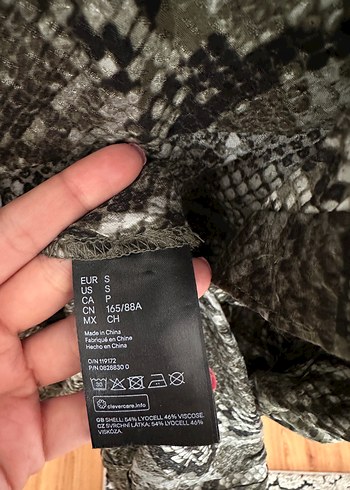 EUR S
US S
CA P
CN 165/88A
MX CH
Made in China
Fabriqué en Chine
Hecho en China
O/N 119172
P/N 0828830 0
clevercare.info
GB SHELL: 54% LYOCELL 46% VISCOSE.
CZ SVRCHNÍ LÁTKA: 54% LYOCELL 46%
VISKÓZA.